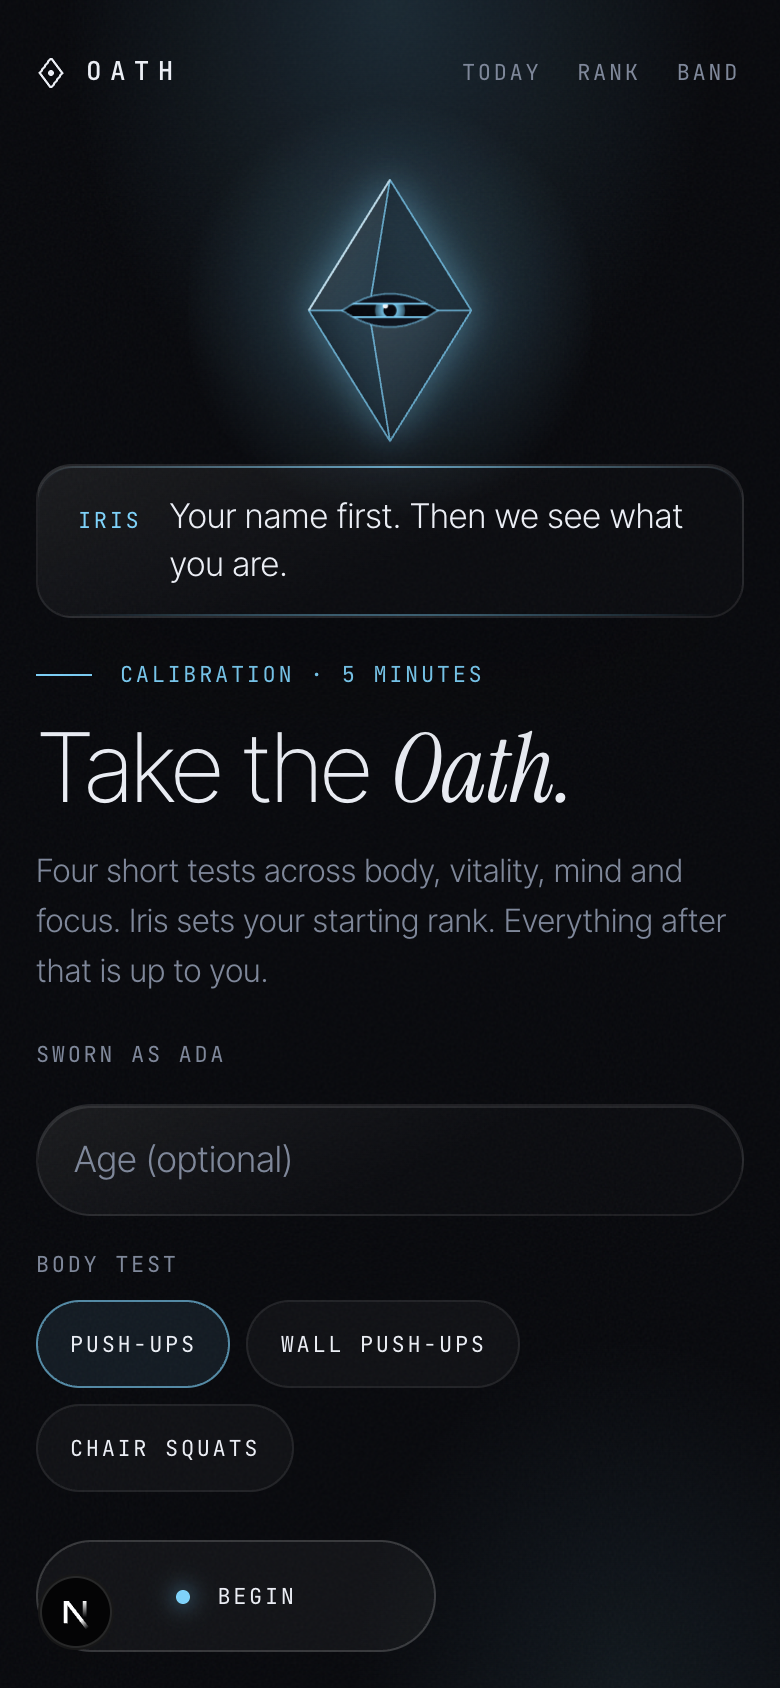 OATH
TODAY RANK BAND
IRIS Your name first. Then we see what
you are.
CALIBRATION · 5 MINUTES
Take the Oath.
Four short tests across body, vitality, mind and
focus. Iris sets your starting rank. Everything after
that is up to you.
SWORN AS ADA
Age (optional)
BODY TEST
PUSH-UPS WALL PUSH-UPS
CHAIR SQUATS
BEGIN
N